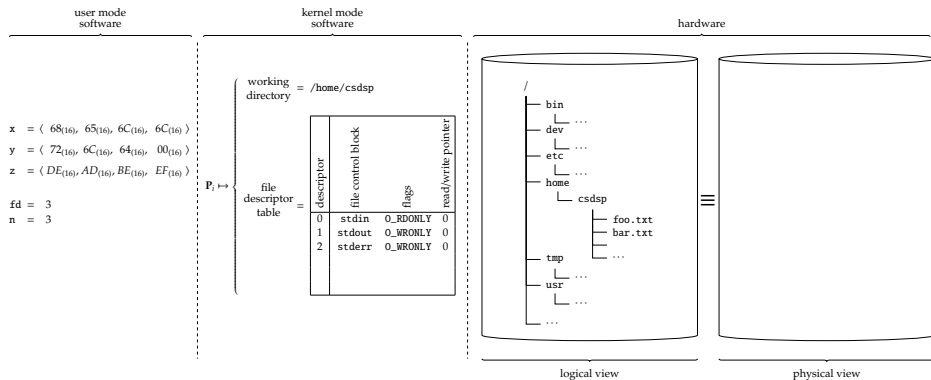 user mode
software
kernel mode
software
hardware
x = ⟨ 68(16), 65(16), 6C(16), 6C(16) ⟩
y = ⟨ 72(16), 6C(16), 64(16), 00(16) ⟩
z = ⟨ DE(16), AD(16), BE(16), EF(16) ⟩
fd = 3
n = 3
Pi ↦
working
directory = /home/csdsp
file
descriptor
table
=
descriptor file control block flags read/write pointer
0 stdin O_RDONLY 0
1 stdout O_WRONLY 0
2 stderr O_WRONLY 0
/
bin
...
dev
...
etc
...
home
csdsp
foo.txt
bar.txt
...
tmp
...
usr
...
...
≡
logical view
physical view